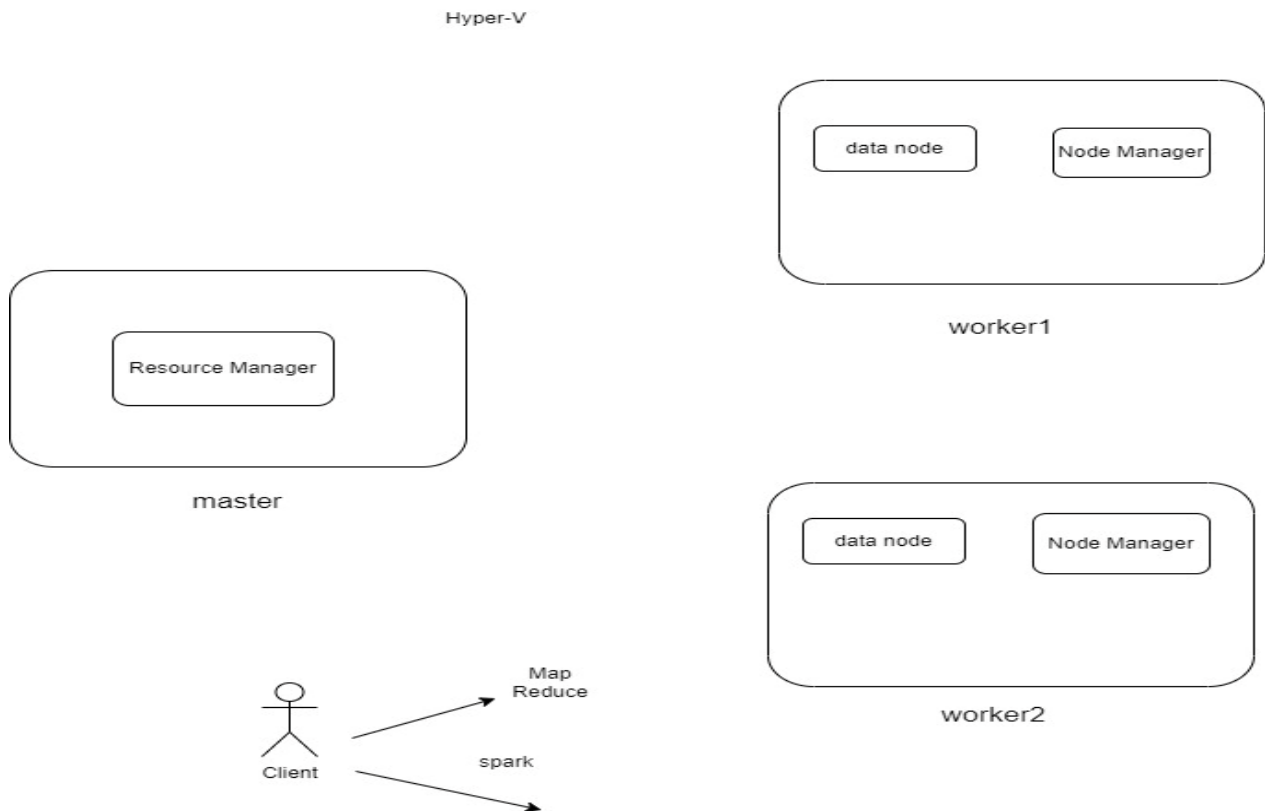 Hyper-V
data node
Node Manager
worker1
Resource Manager
master
data node
Node Manager
worker2
Map
Reduce
spark
Client